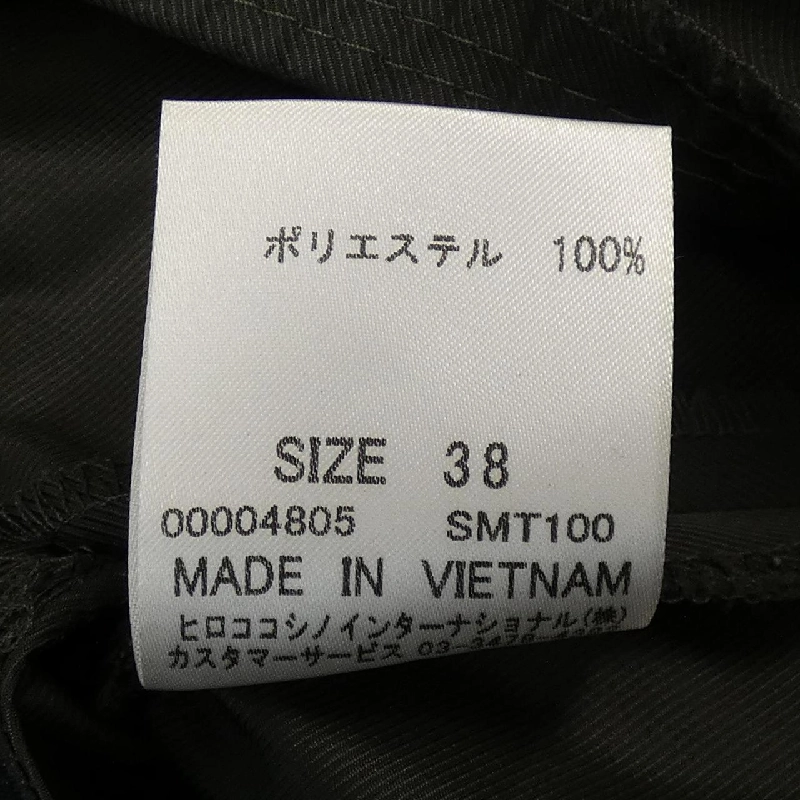 ポリエステル 100%
SIZE 38
00004805 SMT100
MADE IN VIETNAM
ヒロココシノインターナショナル(株)
カスタマーサービス